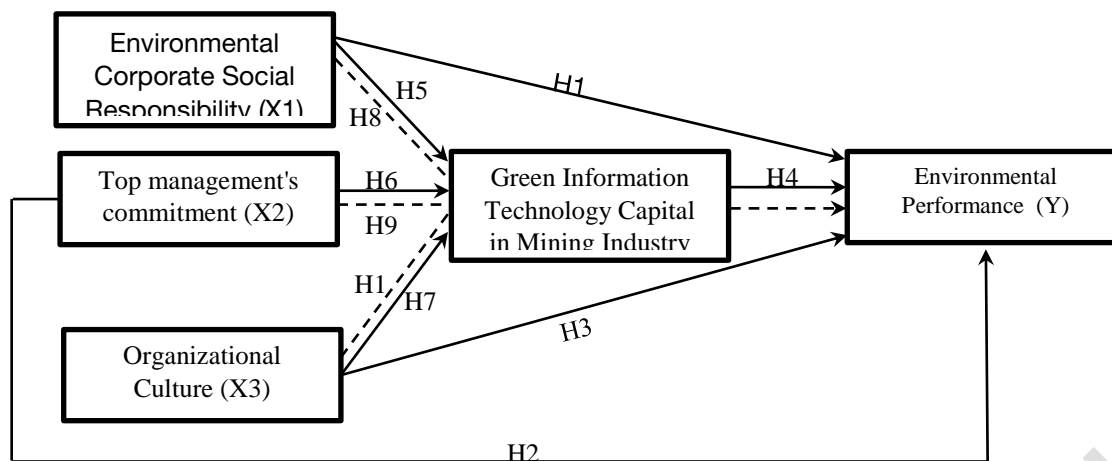 Environmental
Corporate Social
Responsibility (X1)
H1
H5
H8
Top management's
commitment (X2)
H6
H9
Green Information
Technology Capital
in Mining Industry
H4
Environmental
Performance (Y)
H1
H7
H3
Organizational
Culture (X3)
H2